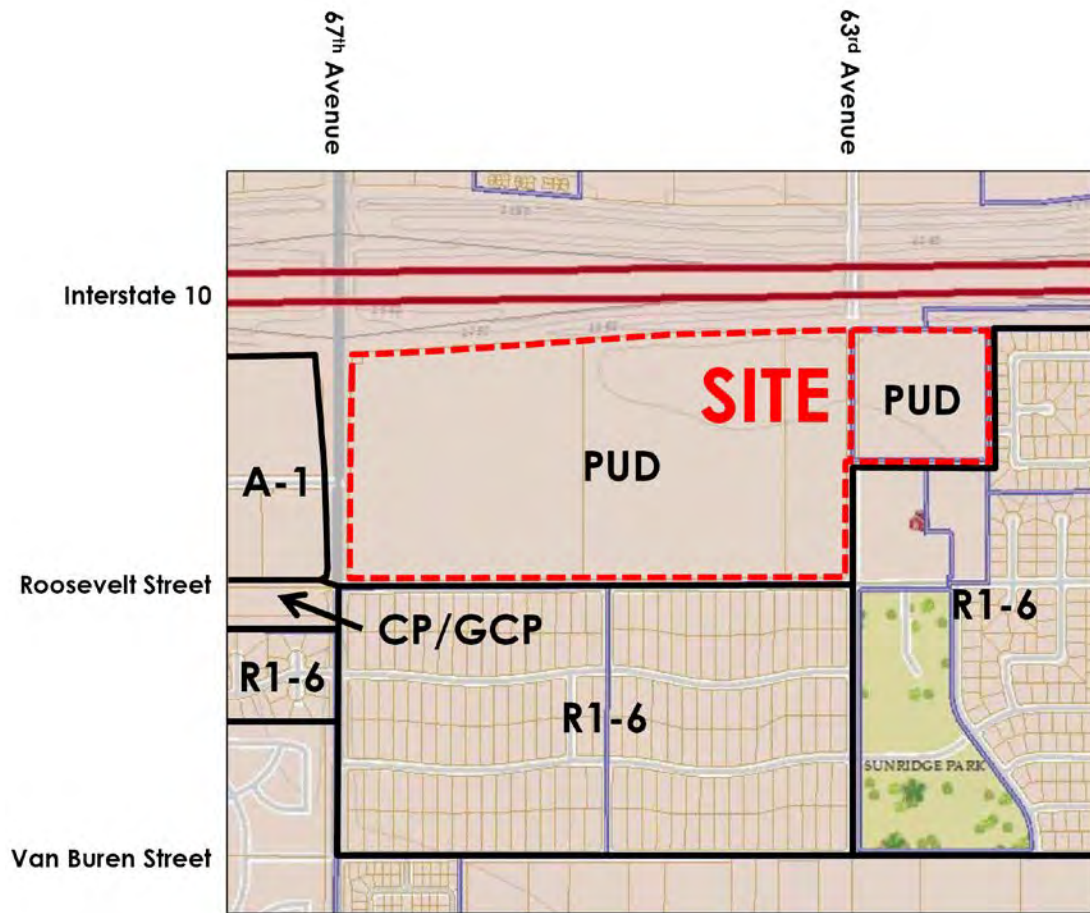 67th Avenue
63rd Avenue
Interstate 10
SITE
PUD
PUD
A-1
Roosevelt Street
CP/GCP
R1-6
R1-6
R1-6
SUNRIDGE PARK
Van Buren Street